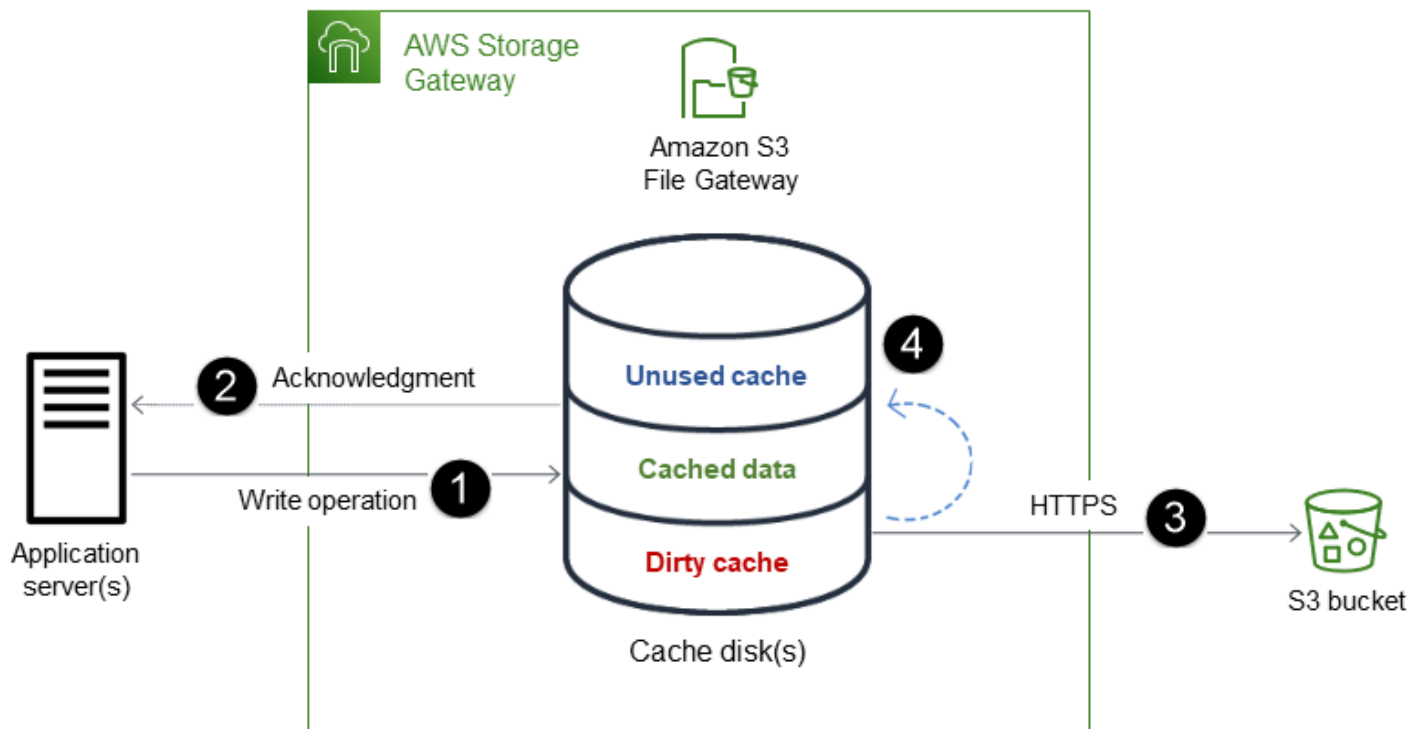 AWS Storage
Gateway
Amazon S3
File Gateway
Unused cache
4
2
Acknowledgment
Cached data
Write operation
1
HTTPS
3
Application
server(s)
Dirty cache
S3 bucket
Cache disk(s)